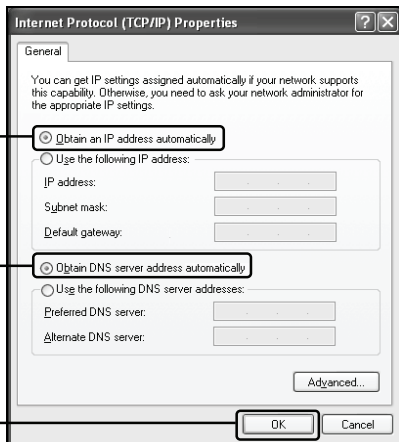 Internet Protocol (TCP/IP) Properties
General
You can get IP settings assigned automatically if your network supports
this capability. Otherwise, you need to ask your network administrator for
the appropriate IP settings.
Obtain an IP address automatically
Use the following IP address:
IP address:
Subnet mask:
Default gateway:
Obtain DNS server address automatically
Use the following DNS server addresses:
Preferred DNS server:
Alternate DNS server:
Advanced...
OK Cancel